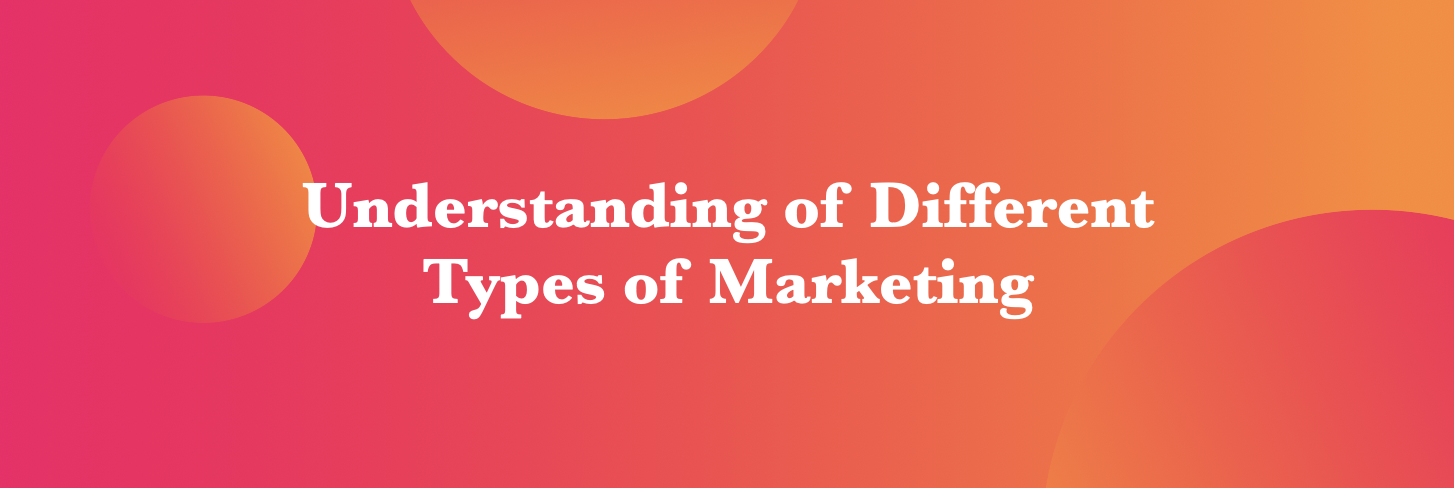 Understanding of Different
Types of Marketing